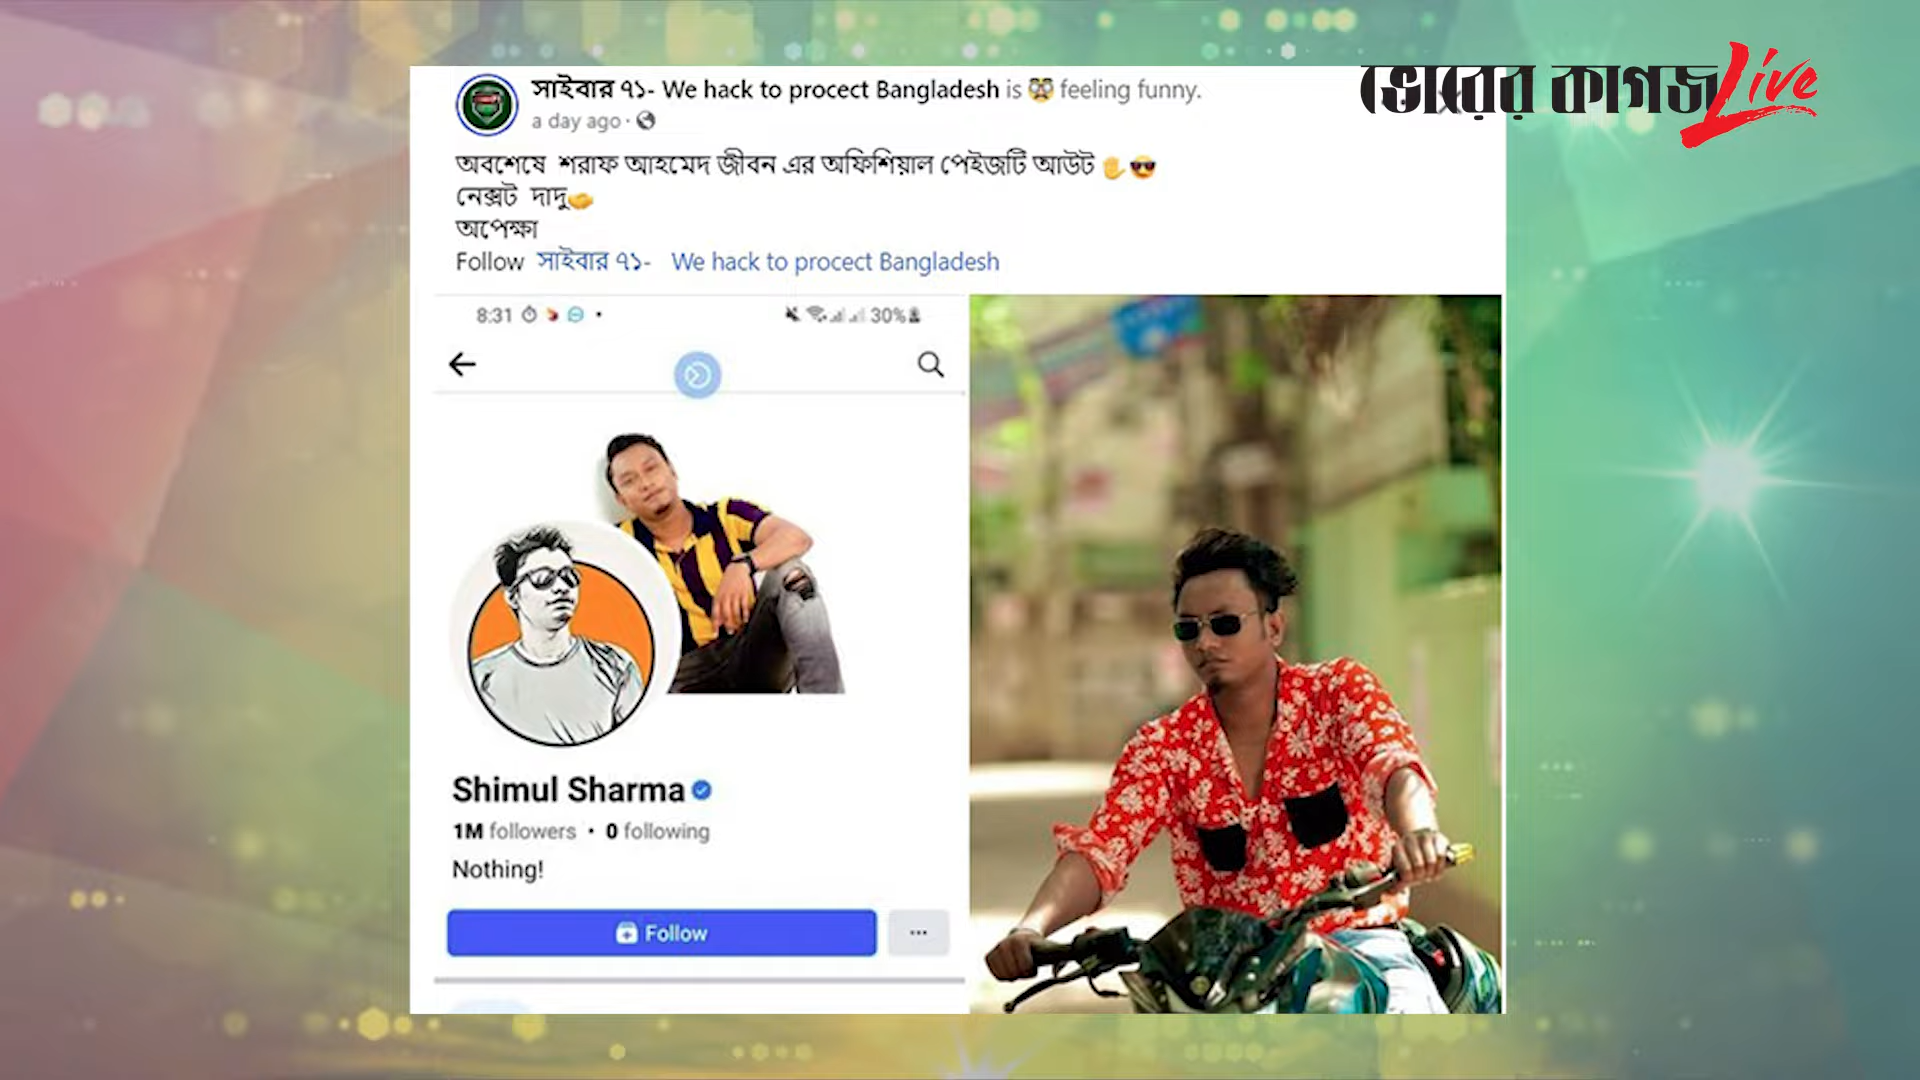 ভোরের কাগজ Live
সাইবার ৭১- We hack to procect Bangladesh is feeling funny.
a day ago ·
অবশেষে শরাফ আহমেদ জীবন এর অফিশিয়াল পেইজটি আউট
নেক্সট দাদু
অপেক্ষা
Follow সাইবার ৭১- We hack to procect Bangladesh
8:31 30%
Shimul Sharma
1M followers • 0 following
Nothing!
Follow